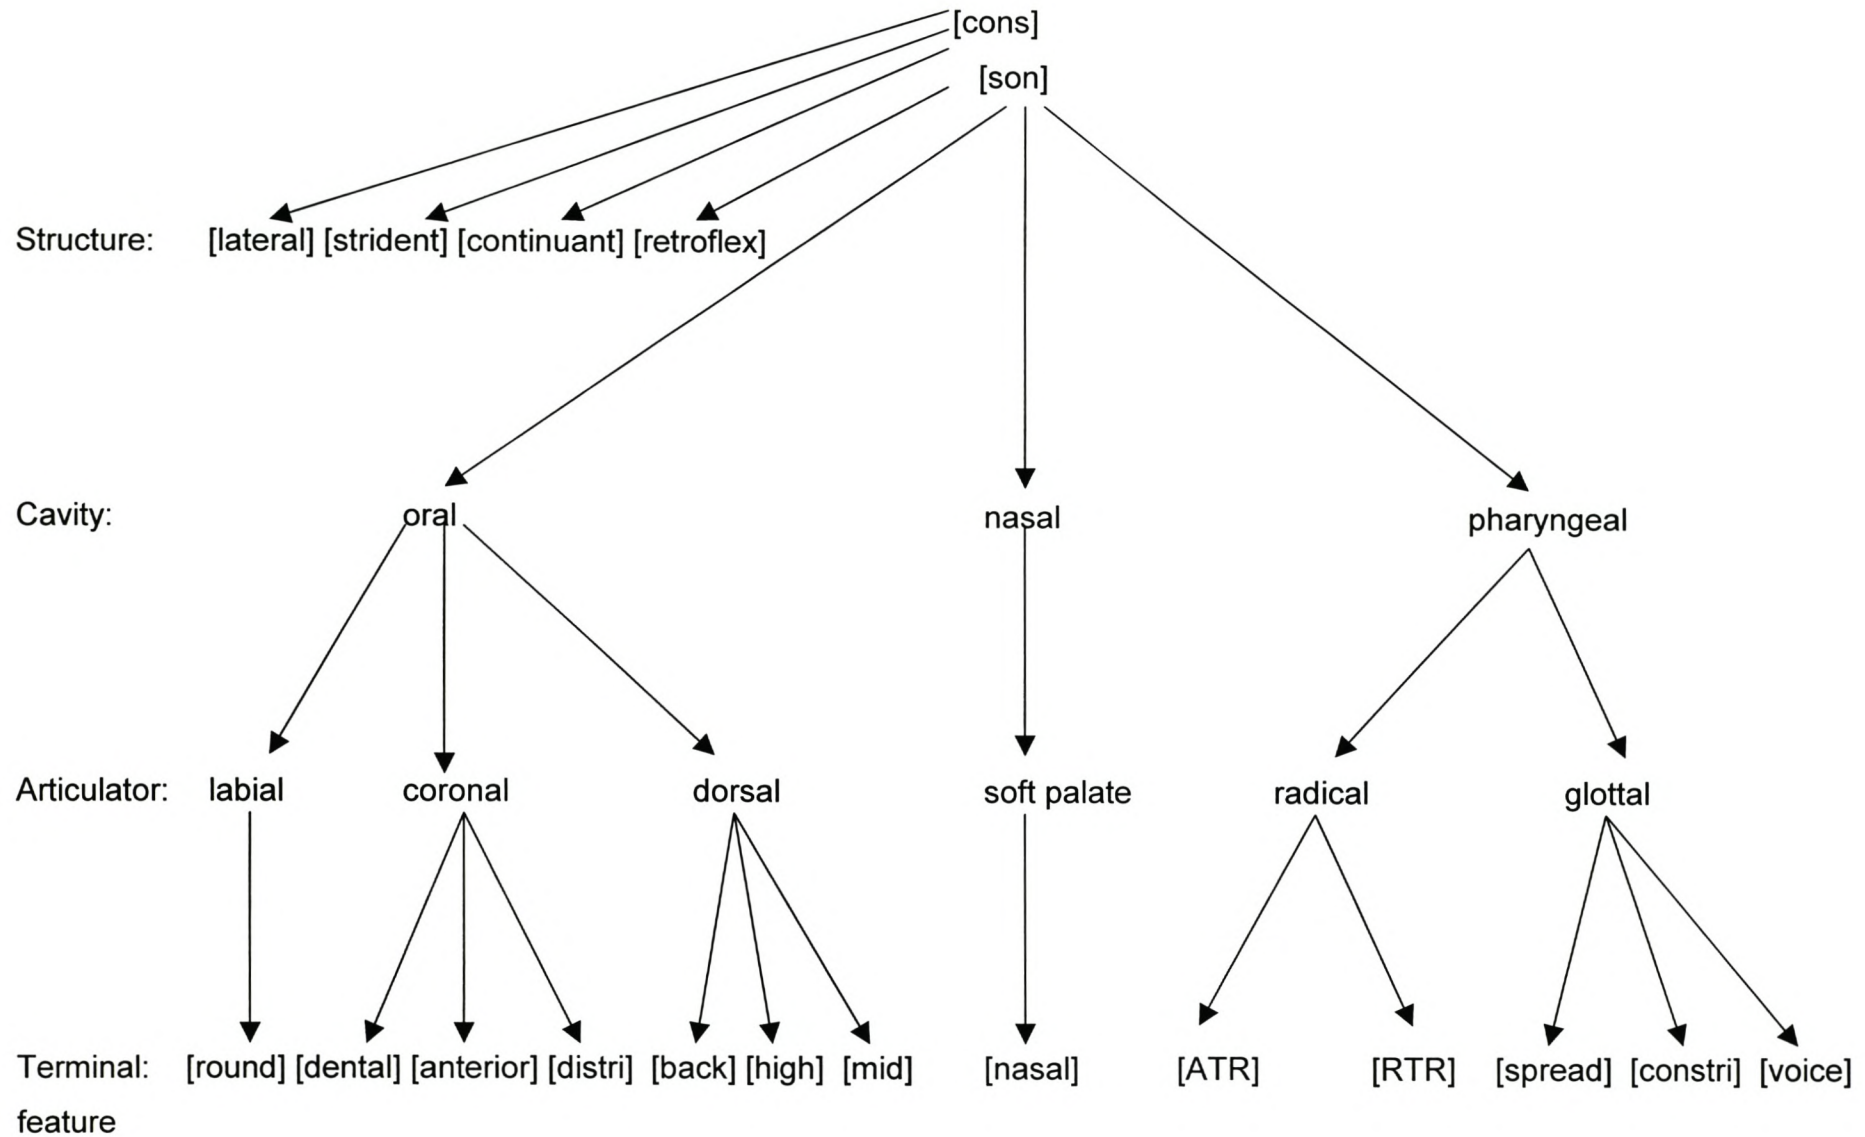 [cons]
[son]
Structure: [lateral] [strident] [continuant] [retroflex]
Cavity: oral nasal pharyngeal
Articulator: labial coronal dorsal soft palate radical glottal
Terminal: [round] [dental] [anterior] [distri] [back] [high] [mid] [nasal] [ATR] [RTR] [spread] [constri] [voice]
feature